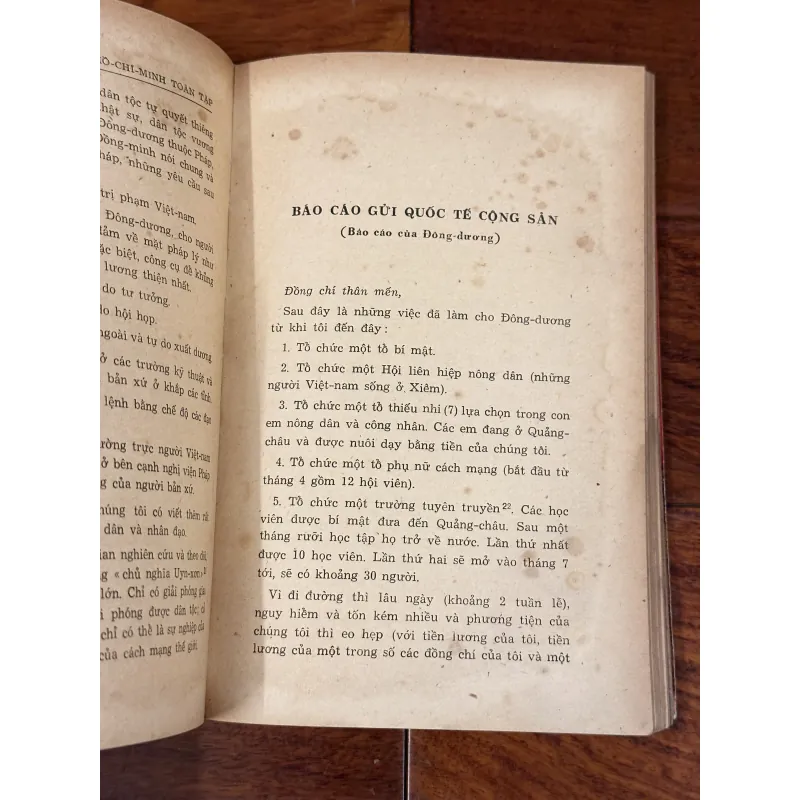 HỒ-CHÍ-MINH TOÀN TẬP
dân tộc tự quyết thiêng
thật sự, dân tộc vương
Đông-dương thuộc Pháp,
Đồng-minh nói chung và
Pháp, những yêu cầu sau
trị phạm Việt-nam.
Đông-dương, cho người
đảm về mặt pháp lý như
đặc biệt, công cụ để khủng
lương thiện nhất.
do tư tưởng,
do hội họp.
ngoài và tự do xuất dương
ở các trường kỹ thuật và
bản xứ ở khắp các tỉnh.
lệnh bằng chế độ các đạo
thường trực người Việt-nam
ở bên cạnh nghị viện Pháp
của người bản xứ.
chúng tôi có viết thêm rất
dân và nhân đạo.
gian nghiên cứu và theo dõi,
« chủ nghĩa Uyn-xơn »
lớn. Chỉ có giải phóng giai
phóng được dân tộc; cả
chỉ có thể là sự nghiệp của
của cách mạng thế giới.
BÁO CÁO GỬI QUỐC TẾ CỘNG SẢN
(Báo cáo của Đông-dương)
Đồng chí thân mến,
Sau đây là những việc đã làm cho Đông-dương
từ khi tôi đến đây :
1. Tổ chức một tổ bí mật.
2. Tổ chức một Hội liên hiệp nông dân (những
người Việt-nam sống ở Xiêm).
3. Tổ chức một tổ thiếu nhi (7) lựa chọn trong con
em nông dân và công nhân. Các em đang ở Quảng-
châu và được nuôi dạy bằng tiền của chúng tôi.
4. Tổ chức một tổ phụ nữ cách mạng (bắt đầu từ
tháng 4 gồm 12 hội viên).
5. Tổ chức một trường tuyên truyền 22. Các học
viên được bí mật đưa đến Quảng-châu. Sau một
tháng rưỡi học tập họ trở về nước. Lần thứ nhất
được 10 học viên. Lần thứ hai sẽ mở vào tháng 7
tới, sẽ có khoảng 30 người.
Vì đi đường thì lâu ngày (khoảng 2 tuần lễ),
nguy hiểm và tốn kém nhiều và phương tiện của
chúng tôi thì eo hẹp (với tiền lương của tôi, tiền
lương của một trong số các đồng chí của tôi và một